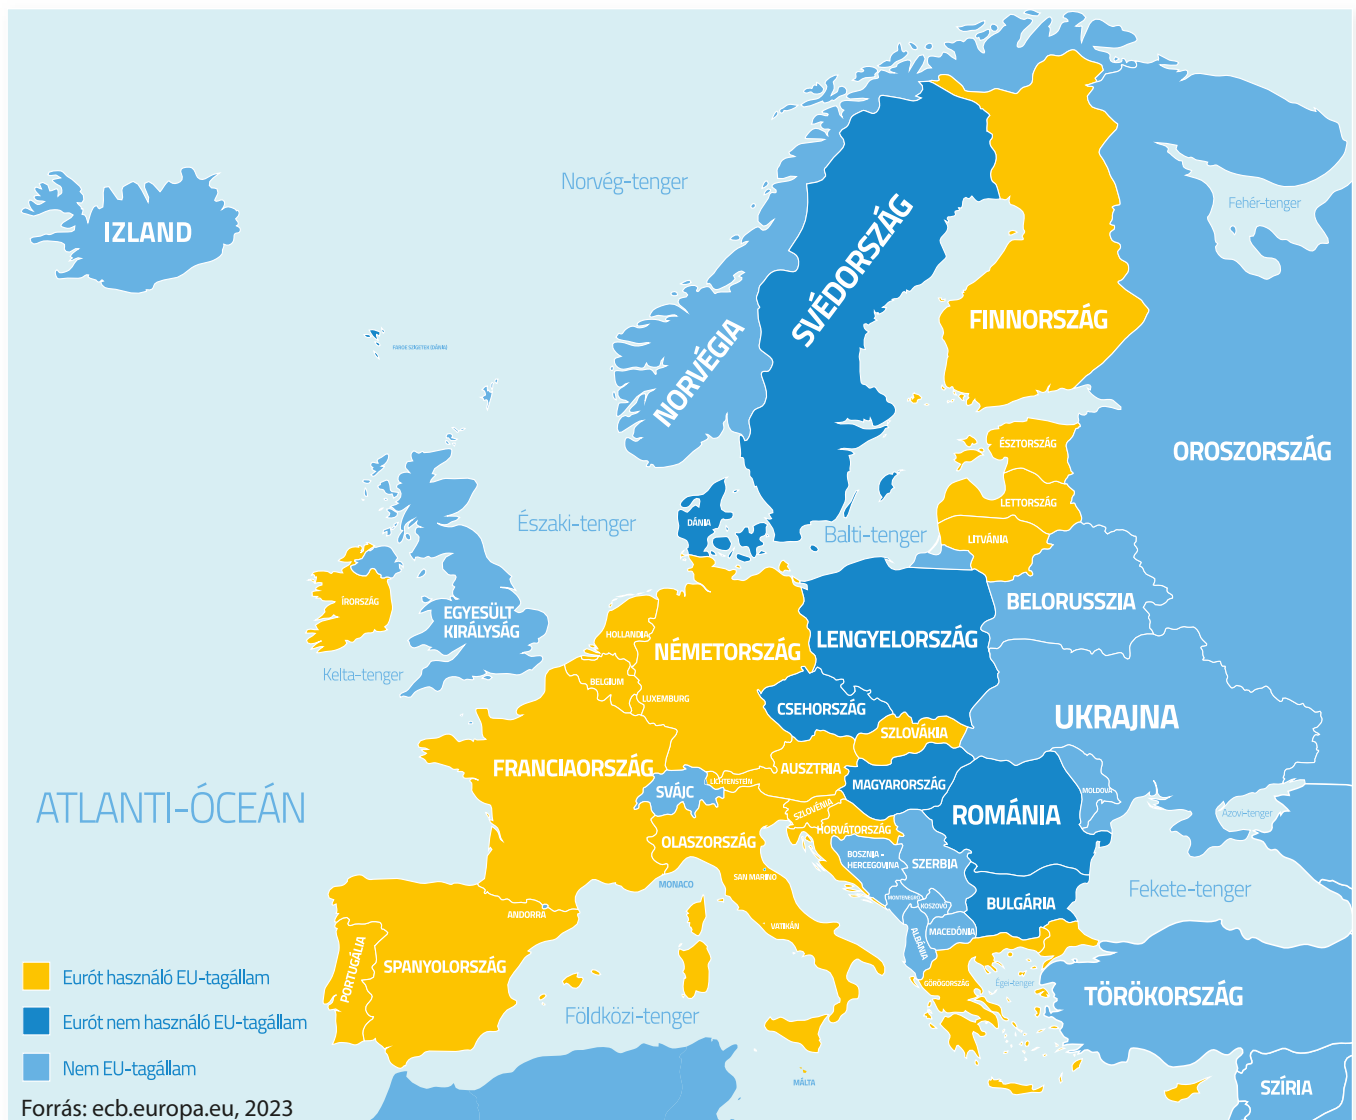 Norvég-tenger
Fehér-tenger
IZLAND
SVÉDORSZÁG
FINNORSZÁG
NORVÉGIA
FAROE SZIGETEK (DÁNIA)
ÉSZTORSZÁG
OROSZORSZÁG
LETTORSZÁG
Északi-tenger
DÁNIA
Balti-tenger
LITVÁNIA
ÍRORSZÁG
EGYESÜLT
KIRÁLYSÁG
BELORUSSZIA
HOLLANDIA
NÉMETORSZÁG
LENGYELORSZÁG
Kelta-tenger
BELGIUM
LUXEMBURG
CSEHORSZÁG
UKRAJNA
SZLOVÁKIA
FRANCIAORSZÁG
AUSZTRIA
LICHTENSTEIN
SVÁJC
MAGYARORSZÁG
MOLDOVA
ATLANTI-ÓCEÁN
SZLOVÉNIA
ROMÁNIA
Azovi-tenger
HORVÁTORSZÁG
OLASZORSZÁG
BOSZNIA -
HERCEGOVINA
SZERBIA
SAN MARINO
MONACO
Fekete-tenger
MONTENEGRO
KOSZOVÓ
BULGÁRIA
ANDORRA
VATIKÁN
ALBÁNIA
MACEDÓNIA
PORTUGÁLIA
SPANYOLORSZÁG
GÖRÖGORSZÁG
Égei-tenger
TÖRÖKORSZÁG
Földközi-tenger
MÁLTA
SZÍRIA
Eurót használó EU-tagállam
Eurót nem használó EU-tagállam
Nem EU-tagállam
Forrás: ecb.europa.eu, 2023